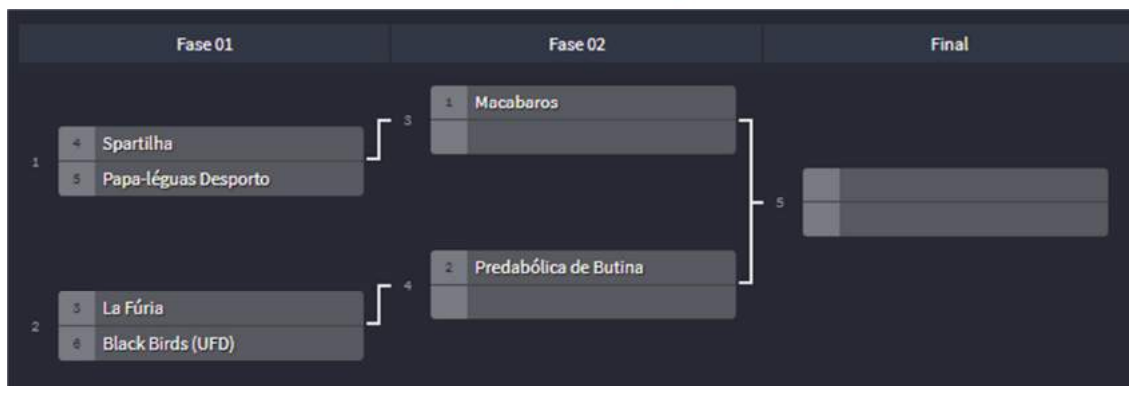 Fase 01 Fase 02 Final
1 Macabaros
3
4 Spartilha
1
5 Papa-léguas Desporto
5
2 Predabólica de Butina
4
3 La Fúria
2
6 Black Birds (UFD)